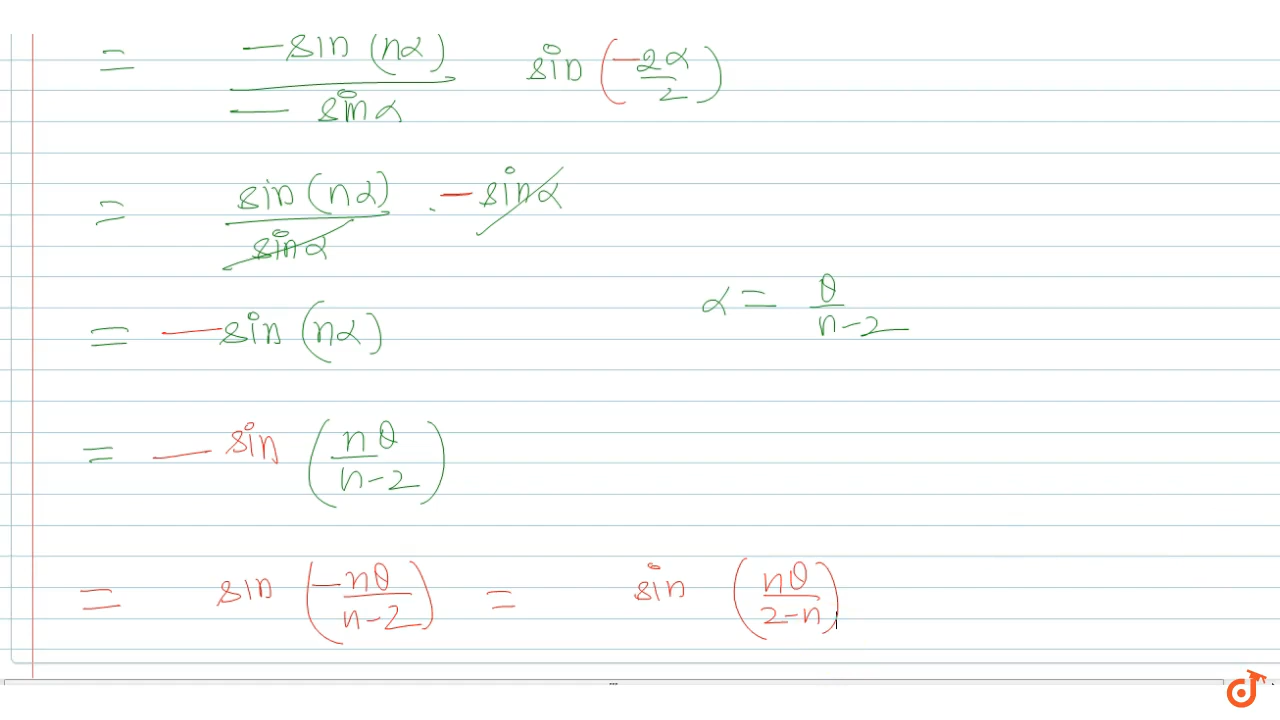 = −sin (nα) / −sinα sin (−2α/2)
= sin (nα) / sinα . −sinα
α = θ / n−2
= −sin (nα)
= −sin (nθ / n−2)
= sin (−nθ / n−2) = sin (nθ / 2−n)